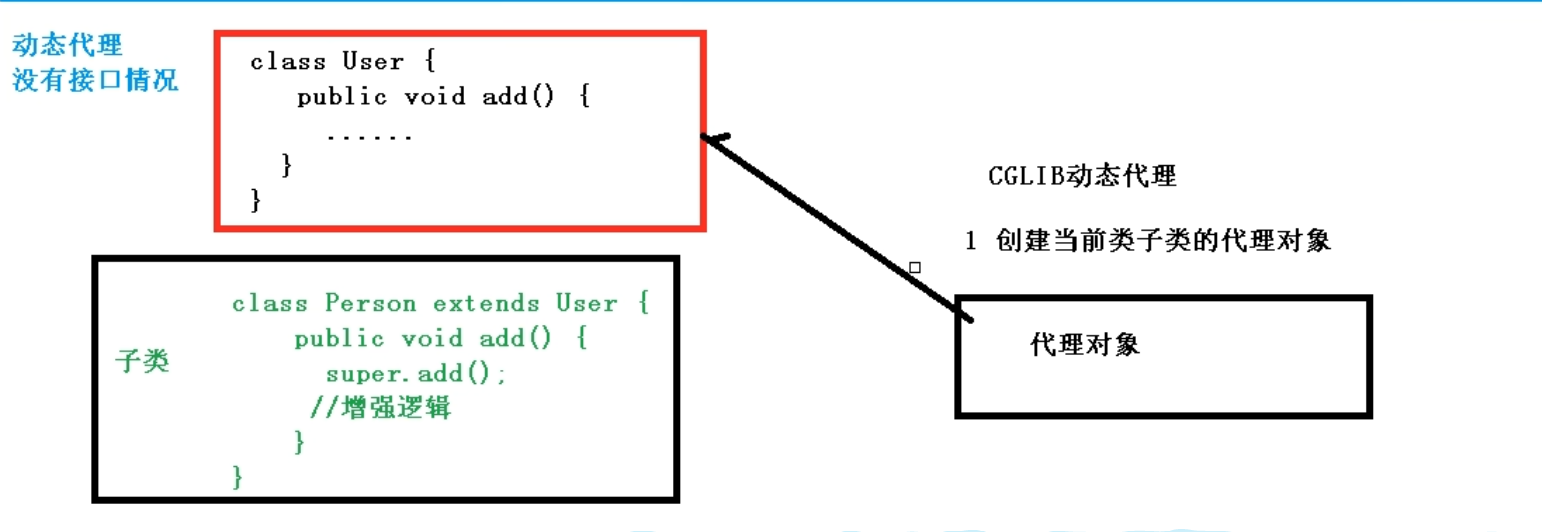 动态代理
没有接口情况
class User {
public void add() {
......
}
}
CGLIB动态代理
1 创建当前类子类的代理对象
代理对象
子类
class Person extends User {
public void add() {
super.add();
//增强逻辑
}
}